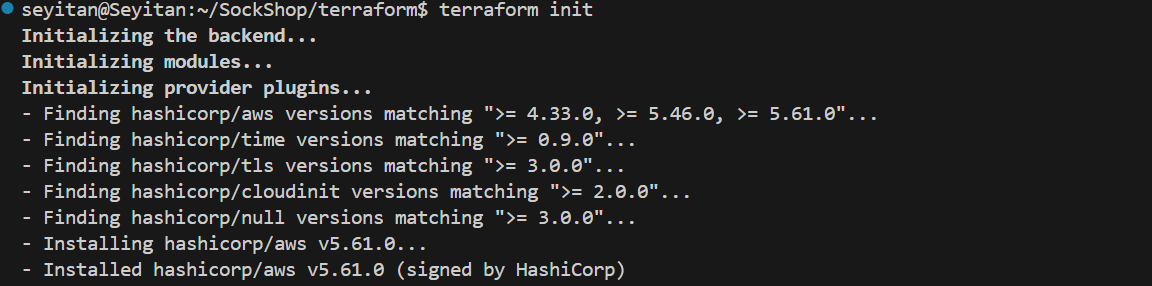 seyitan@Seyitan:~/SockShop/terraform$ terraform init
Initializing the backend...
Initializing modules...
Initializing provider plugins...
- Finding hashicorp/aws versions matching ">= 4.33.0, >= 5.46.0, >= 5.61.0"...
- Finding hashicorp/time versions matching ">= 0.9.0"...
- Finding hashicorp/tls versions matching ">= 3.0.0"...
- Finding hashicorp/cloudinit versions matching ">= 2.0.0"...
- Finding hashicorp/null versions matching ">= 3.0.0"...
- Installing hashicorp/aws v5.61.0...
- Installed hashicorp/aws v5.61.0 (signed by HashiCorp)